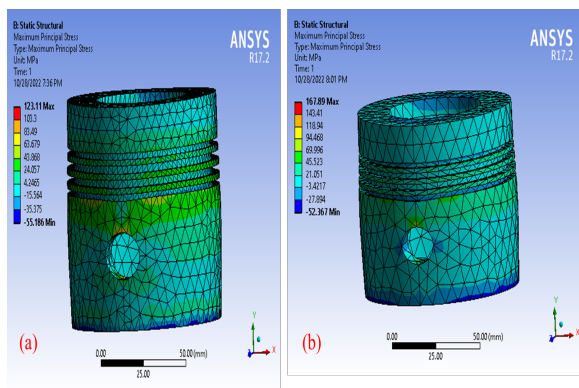 B: Static Structural
Maximum Principal Stress
Type: Maximum Principal Stress
Unit: MPa
Time: 1
10/28/2022 7:36 PM
ANSYS
R17.2
123.11 Max
103.3
83.49
63.679
43.868
24.057
4.2465
-15.564
-35.375
-55.186 Min
(a)
0.00
50.00 (mm)
25.00
Y
X
B: Static Structural
Maximum Principal Stress
Type: Maximum Principal Stress
Unit: MPa
Time: 1
10/28/2022 8:01 PM
ANSYS
R17.2
167.89 Max
143.41
118.94
94.468
69.996
45.523
21.051
-3.4217
-27.894
-52.367 Min
(b)
0.00
50.00 (mm)
25.00
Y
X